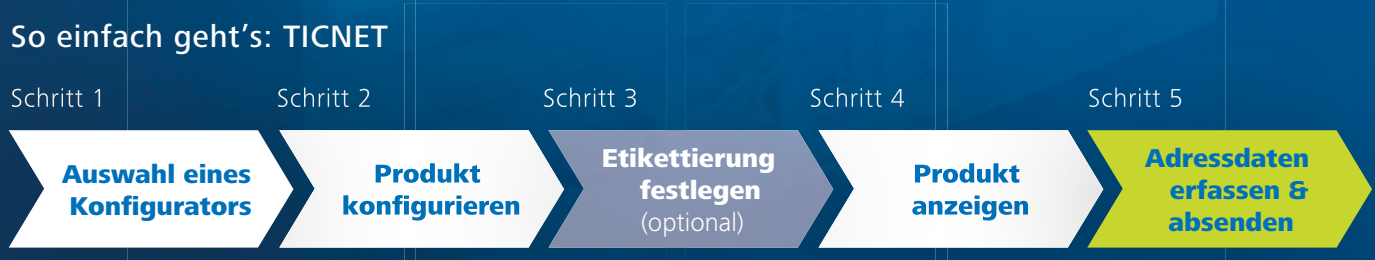 So einfach geht's: TICNET
Schritt 1
Auswahl eines
Konfigurators
Schritt 2
Produkt
konfigurieren
Schritt 3
Etikettierung
festlegen
(optional)
Schritt 4
Produkt
anzeigen
Schritt 5
Adressdaten
erfassen &
absenden